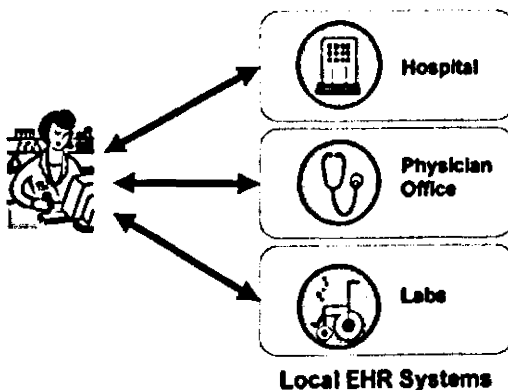 Hospital
Physician
Office
Labs
Local EHR Systems